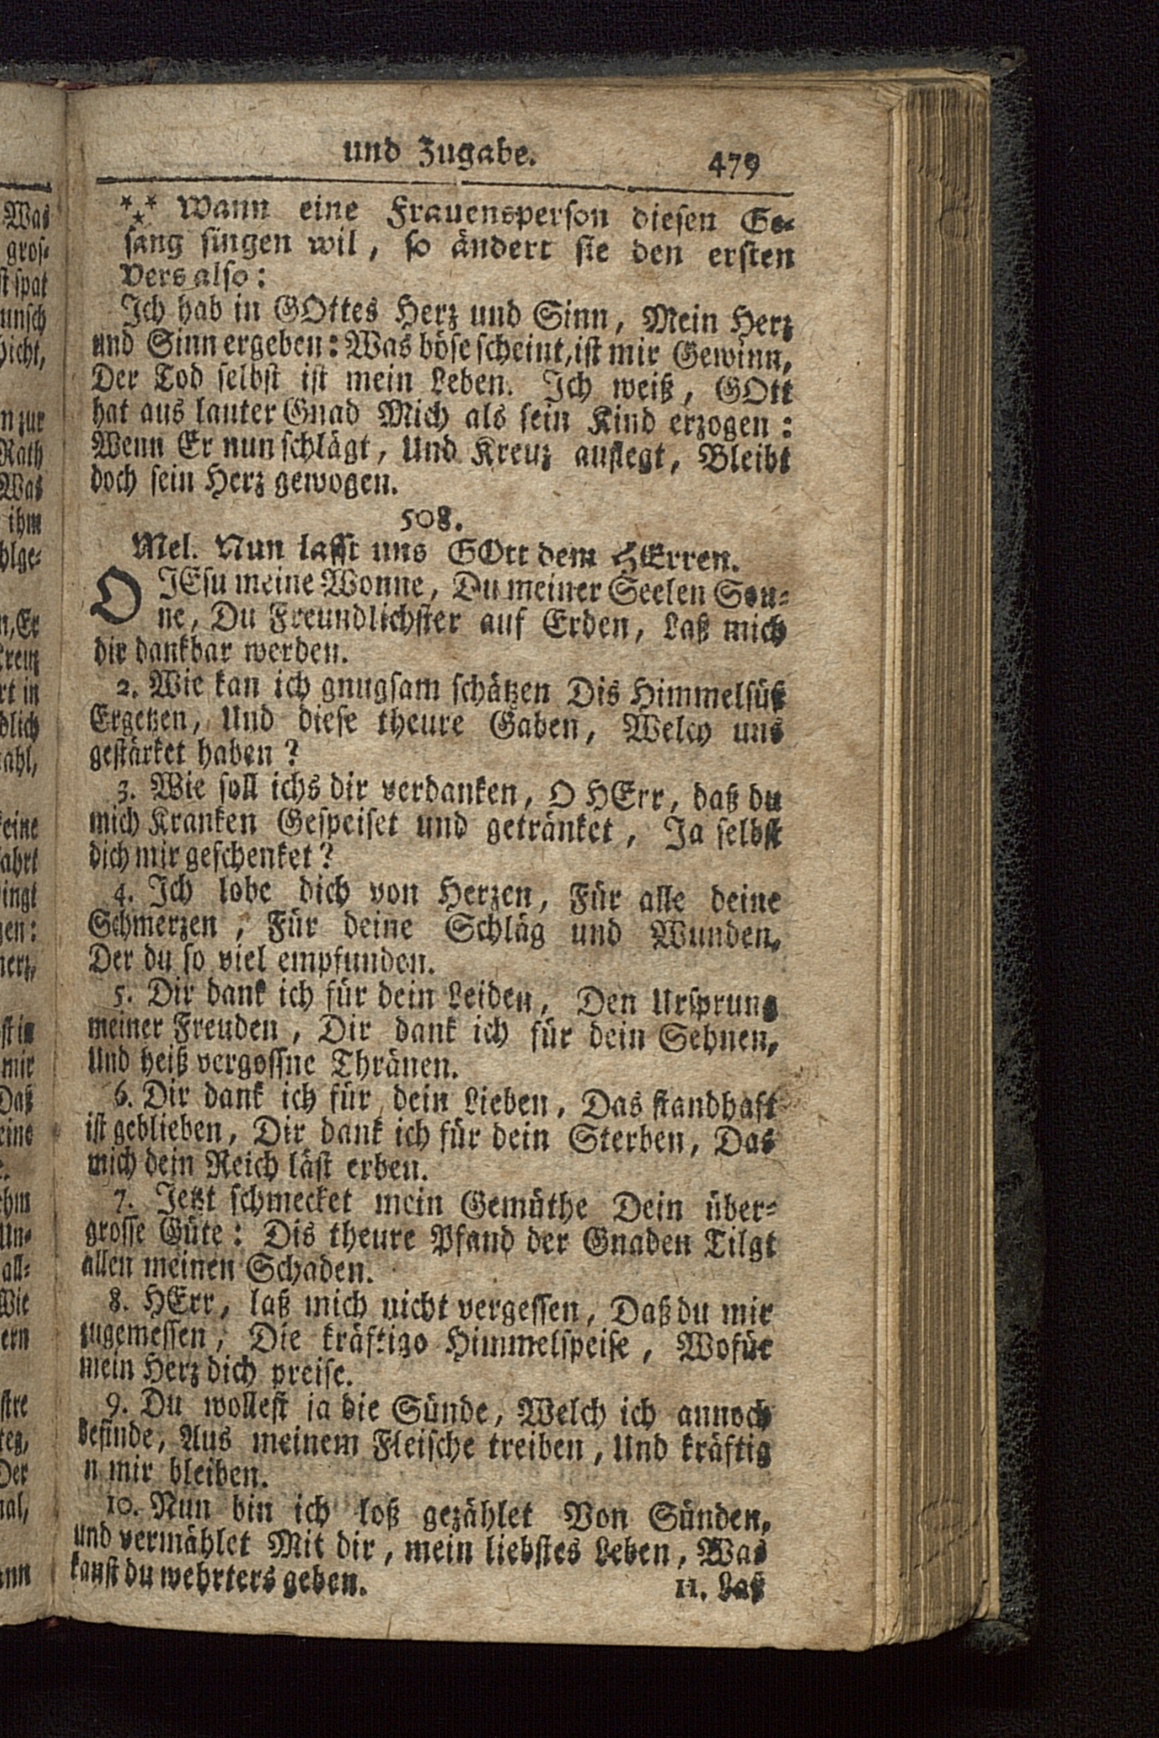 und Zugabe. 479
*⁎* Wann eine Frauensperson diesen Ge-
sang singen wil, so ändert sie den ersten
Vers also:
Ich hab in GOttes Herz und Sinn, Mein Herz
und Sinn ergeben: Was böse scheint, ist mir Gewinn,
Der Tod selbst ist mein Leben. Ich weiß, GOtt
hat aus lauter Gnad Mich als sein Kind erzogen:
Wenn Er nun schlägt, Und Kreuz auflegt, Bleibt
doch sein Herz gewogen.
508.
Mel. Nun lasst uns GOtt dem HErren.
O JEsu meine Wonne, Du meiner Seelen Son-
ne, Du Freundlichster auf Erden, Laß mich
dir dankbar werden.
2. Wie kan ich gnugsam schätzen Dis Himmelsüß
Ergetzen, Und diese theure Gaben, Welch uns
gestärket haben?
3. Wie soll ichs dir verdanken, O HErr, daß du
mich Kranken Gespeiset und getränket, Ja selbst
dich mir geschenket?
4. Ich lobe dich von Herzen, Für alle deine
Schmerzen, Für deine Schläg und Wunden,
Der du so viel empfunden.
5. Dir dank ich für dein Leiden, Den Ursprung
meiner Freuden, Dir dank ich für dein Sehnen,
Und heiß vergossne Thränen.
6. Dir dank ich für dein Lieben, Das standhaft
ist geblieben, Dir dank ich für dein Sterben, Das
mich dein Reich läst erben.
7. Jetzt schmecket mein Gemüthe Dein über-
grosse Güte: Dis theure Pfand der Gnaden Tilgt
allen meinen Schaden.
8. HErr, laß mich nicht vergessen, Daß du mir
zugemessen, Die kräftige Himmelspeise, Wofür
mein Herz dich preise.
9. Du wollest ja die Sünde, Welch ich annoch
befinde, Aus meinem Fleische treiben, Und kräftig
n mir bleiben.
10. Nun bin ich loß gezählet Von Sünden,
und vermählet Mit dir, mein liebstes Leben, Was
kanst du wehrters geben.
11. Laß